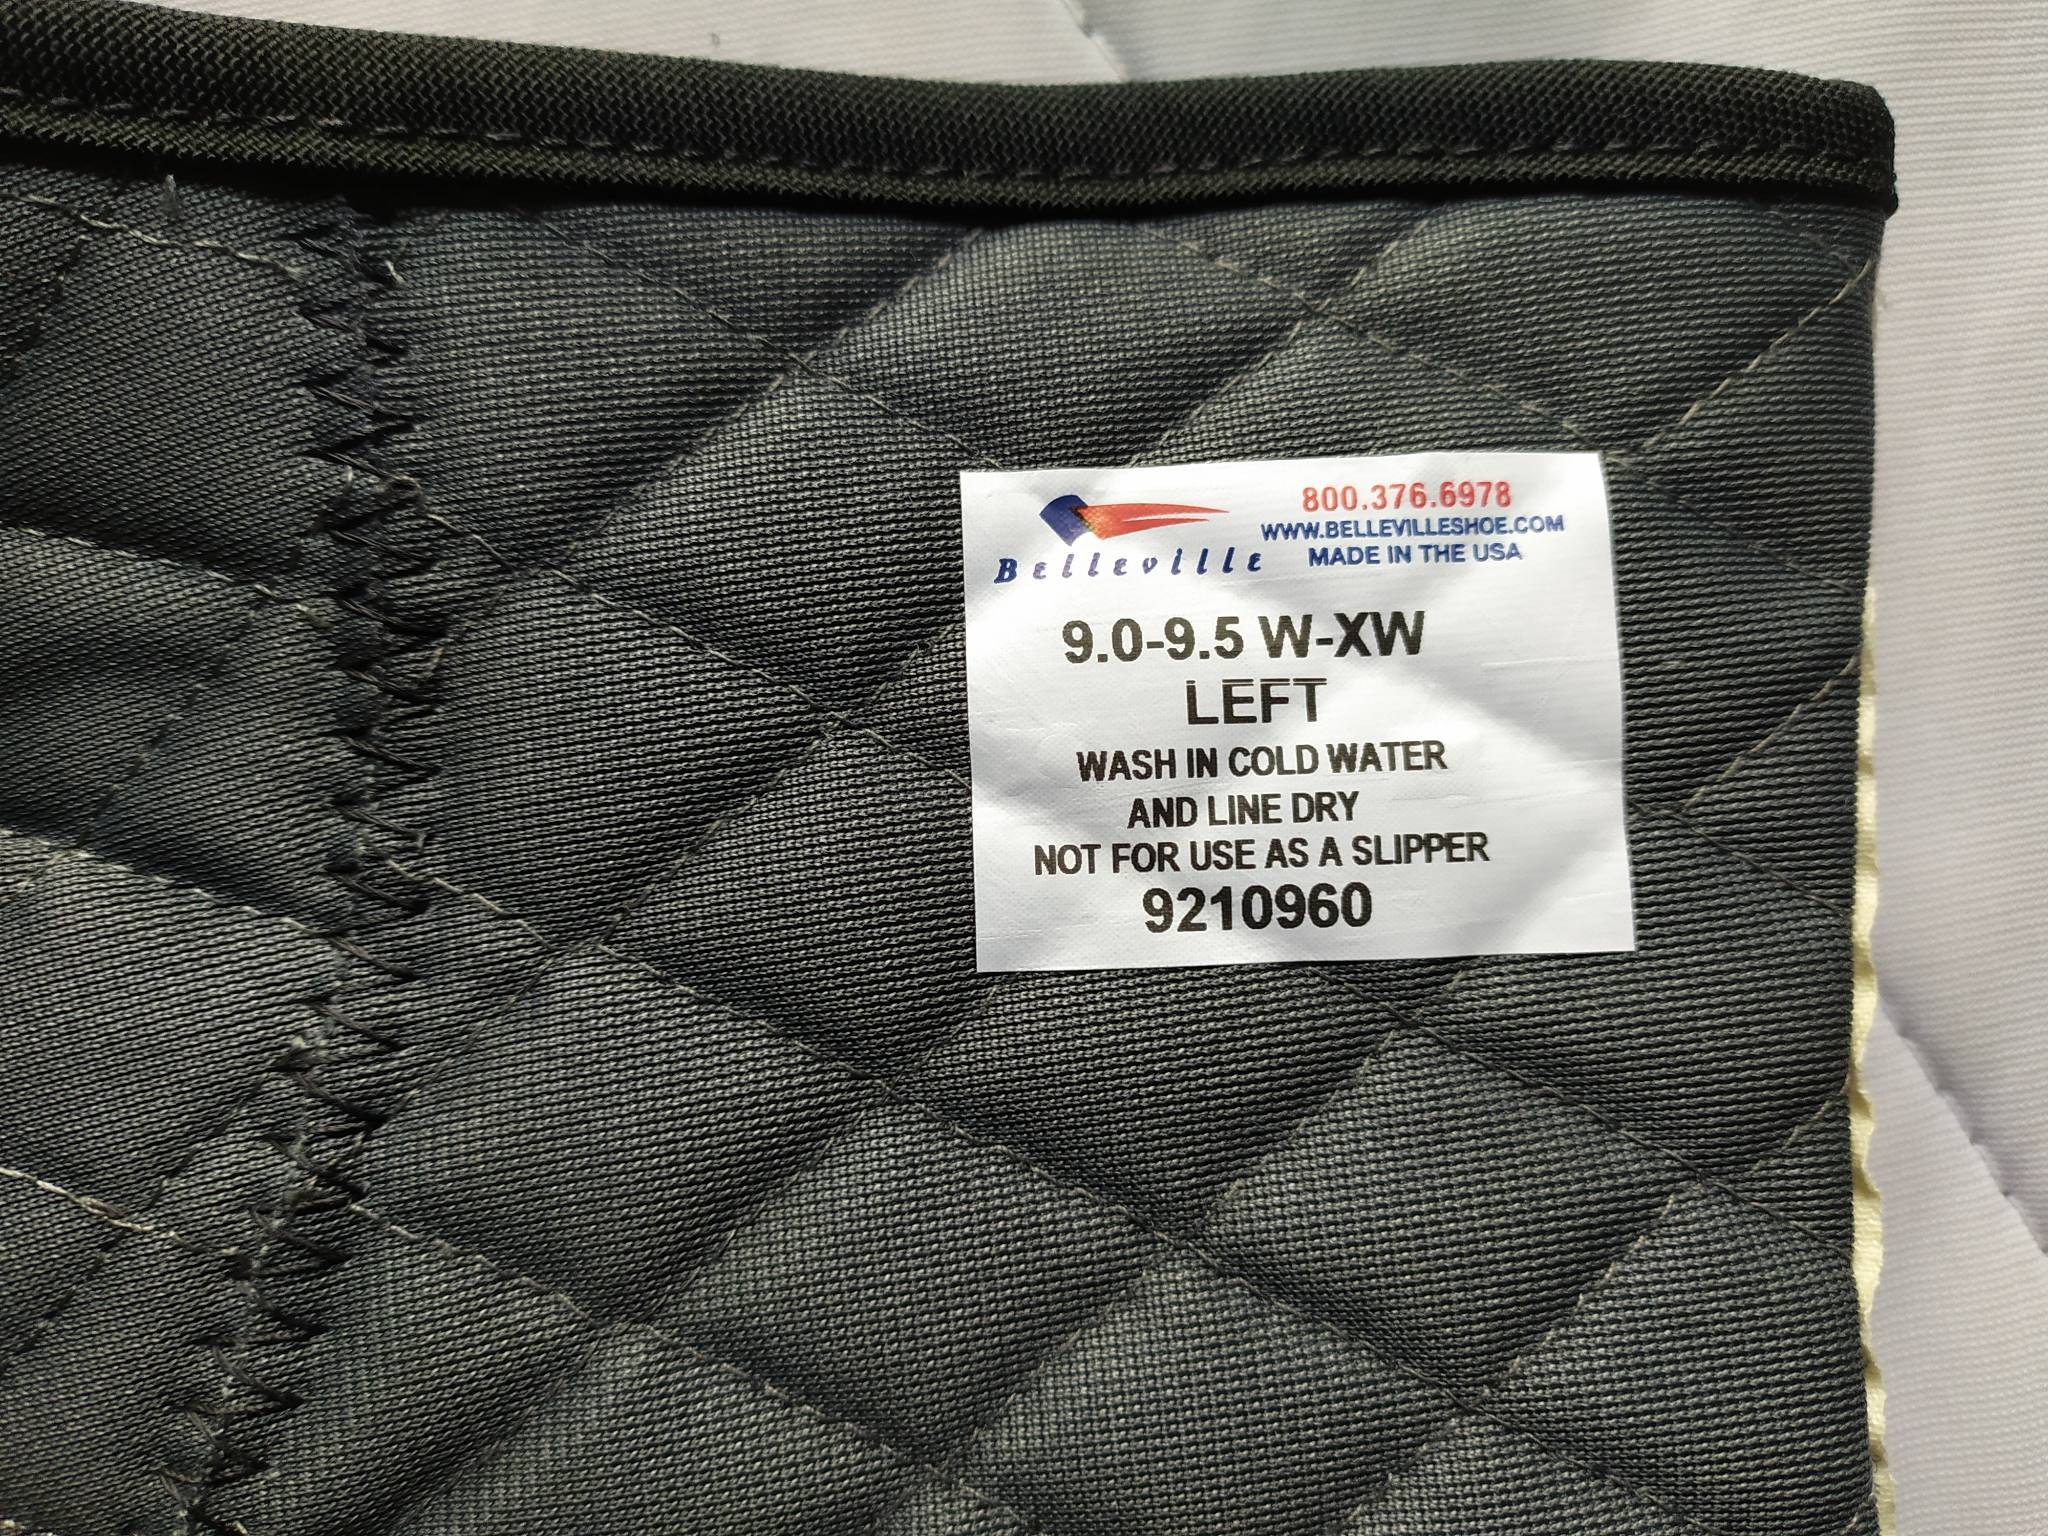 Belleville
800.376.6978
WWW.BELLEVILLESHOE.COM
MADE IN THE USA
9.0-9.5 W-XW
LEFT
WASH IN COLD WATER
AND LINE DRY
NOT FOR USE AS A SLIPPER
9210960